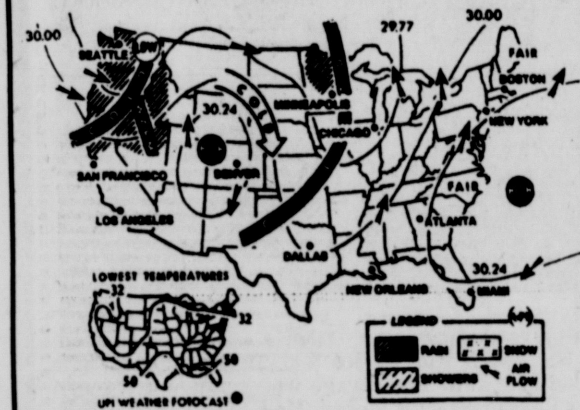 29.77
30.00
30.00
SEATTLE
LOW
FAIR
BOSTON
COLD
30.24
MINNEAPOLIS
NEW YORK
CHICAGO
DENVER
SAN FRANCISCO
FAIR
LOS ANGELES
ATLANTA
DALLAS
30.24
NEW ORLEANS
MIAMI
LOWEST TEMPERATURES
32
32
50
50
LEGEND
RAIN
SNOW
SHOWERS
AIR
FLOW
UPI WEATHER FOTOCAST